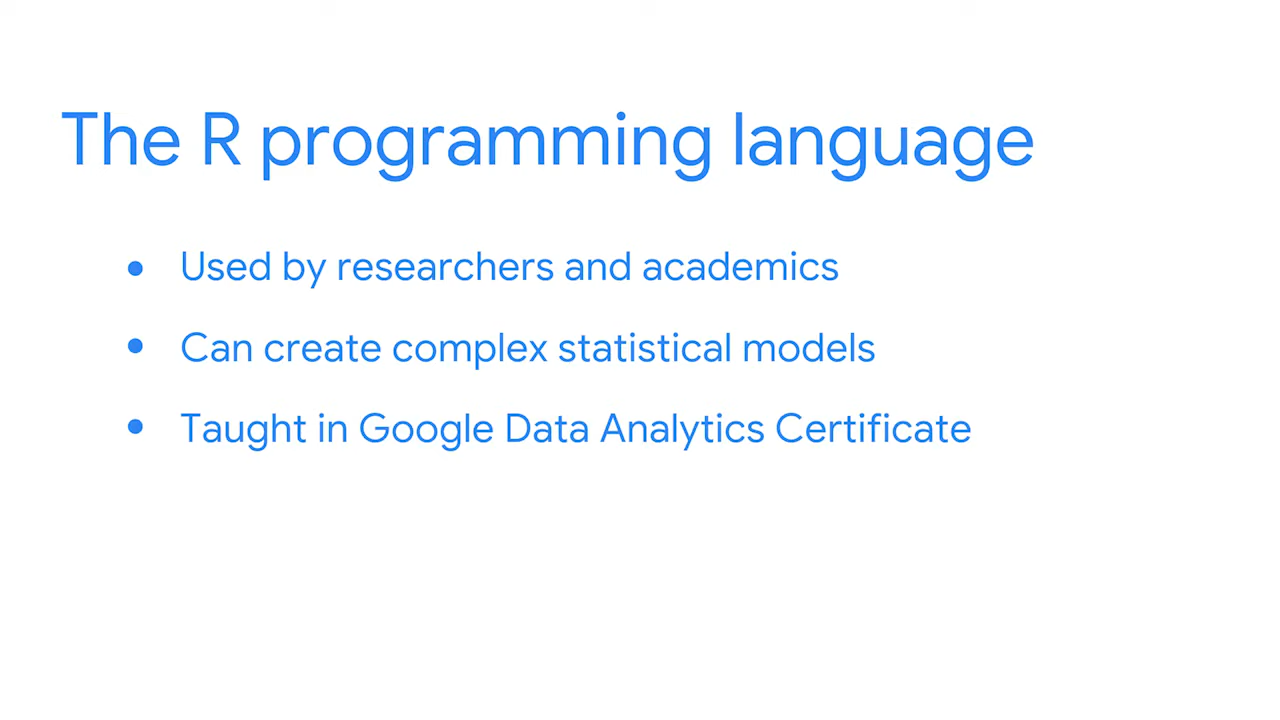 The R programming language
• Used by researchers and academics
• Can create complex statistical models
• Taught in Google Data Analytics Certificate